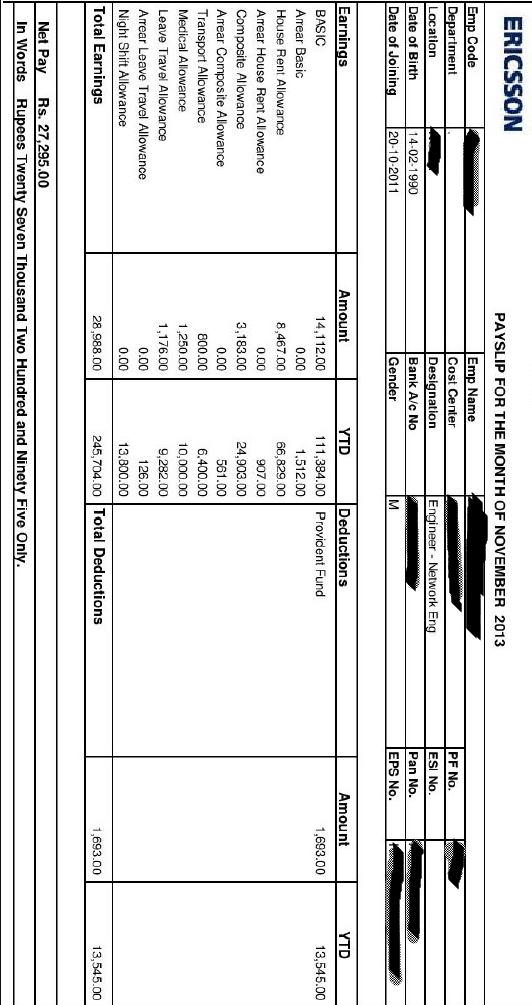 ERICSSON
PAYSLIP FOR THE MONTH OF NOVEMBER 2013
Emp Code Emp Name
Department Cost Center PF No.
Location Designation Engineer - Network Eng ESI No.
Date of Birth 14-02-1990 Bank A/c No Pan No.
Date of Joining 20-10-2011 Gender M EPS No.
Earnings Amount YTD Deductions Amount YTD
BASIC 14,112.00 111,384.00 Provident Fund 1,693.00 13,545.00
Arrear Basic 0.00 1,512.00
House Rent Allowance 8,467.00 66,829.00
Arrear House Rent Allowance 0.00 907.00
Composite Allowance 3,183.00 24,903.00
Arrear Composite Allowance 0.00 561.00
Transport Allowance 800.00 6,400.00
Medical Allowance 1,250.00 10,000.00
Leave Travel Allowance 1,176.00 9,282.00
Arrear Leave Travel Allowance 0.00 126.00
Night Shift Allowance 0.00 13,800.00
Total Earnings 28,988.00 245,704.00 Total Deductions 1,693.00 13,545.00
Net Pay Rs. 27,295.00
In Words Rupees Twenty Seven Thousand Two Hundred and Ninety Five Only.